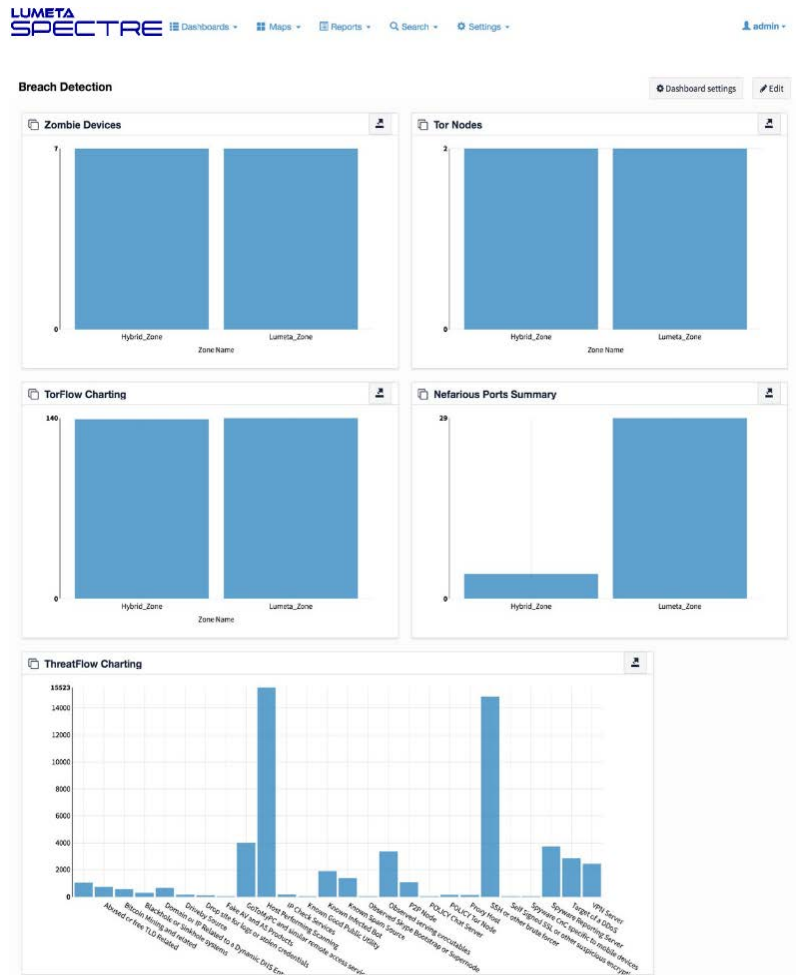 LUMETA
SPECTRE
Dashboards
Maps
Reports
Search
Settings
admin
Breach Detection
Dashboard settings
Edit
Zombie Devices
7
0
Hybrid_Zone
Lumeta_Zone
Zone Name
Tor Nodes
2
0
Hybrid_Zone
Lumeta_Zone
Zone Name
TorFlow Charting
140
0
Hybrid_Zone
Lumeta_Zone
Zone Name
Nefarious Ports Summary
29
0
Hybrid_Zone
Lumeta_Zone
ThreatFlow Charting
15523
14000
12000
10000
8000
6000
4000
2000
0
Abused or free TLD Related
Bitcoin Mining and related
Blackhole or Sinkhole systems
Domain or IP Related to a Dynamic DNS
Driveby Source
Drop site for logs or stolen credentials
Fake AV and AS Products
GoToMyPC and similar remote access
Host Performing Scanning
IP Check Services
Known Good Public Utility
Known Infected Bot
Known Spam Source
Observed Skype Bootstrap or Supernode
Observed serving executables
P2P Node
POLICY Chat Server
POLICY Tor Node
Proxy Host
SSH or other brute forcer
Self Signed SSL or other suspicious
Spyware CnC specific to mobile devices
Spyware Reporting Server
Target of a DDoS
VPN Server